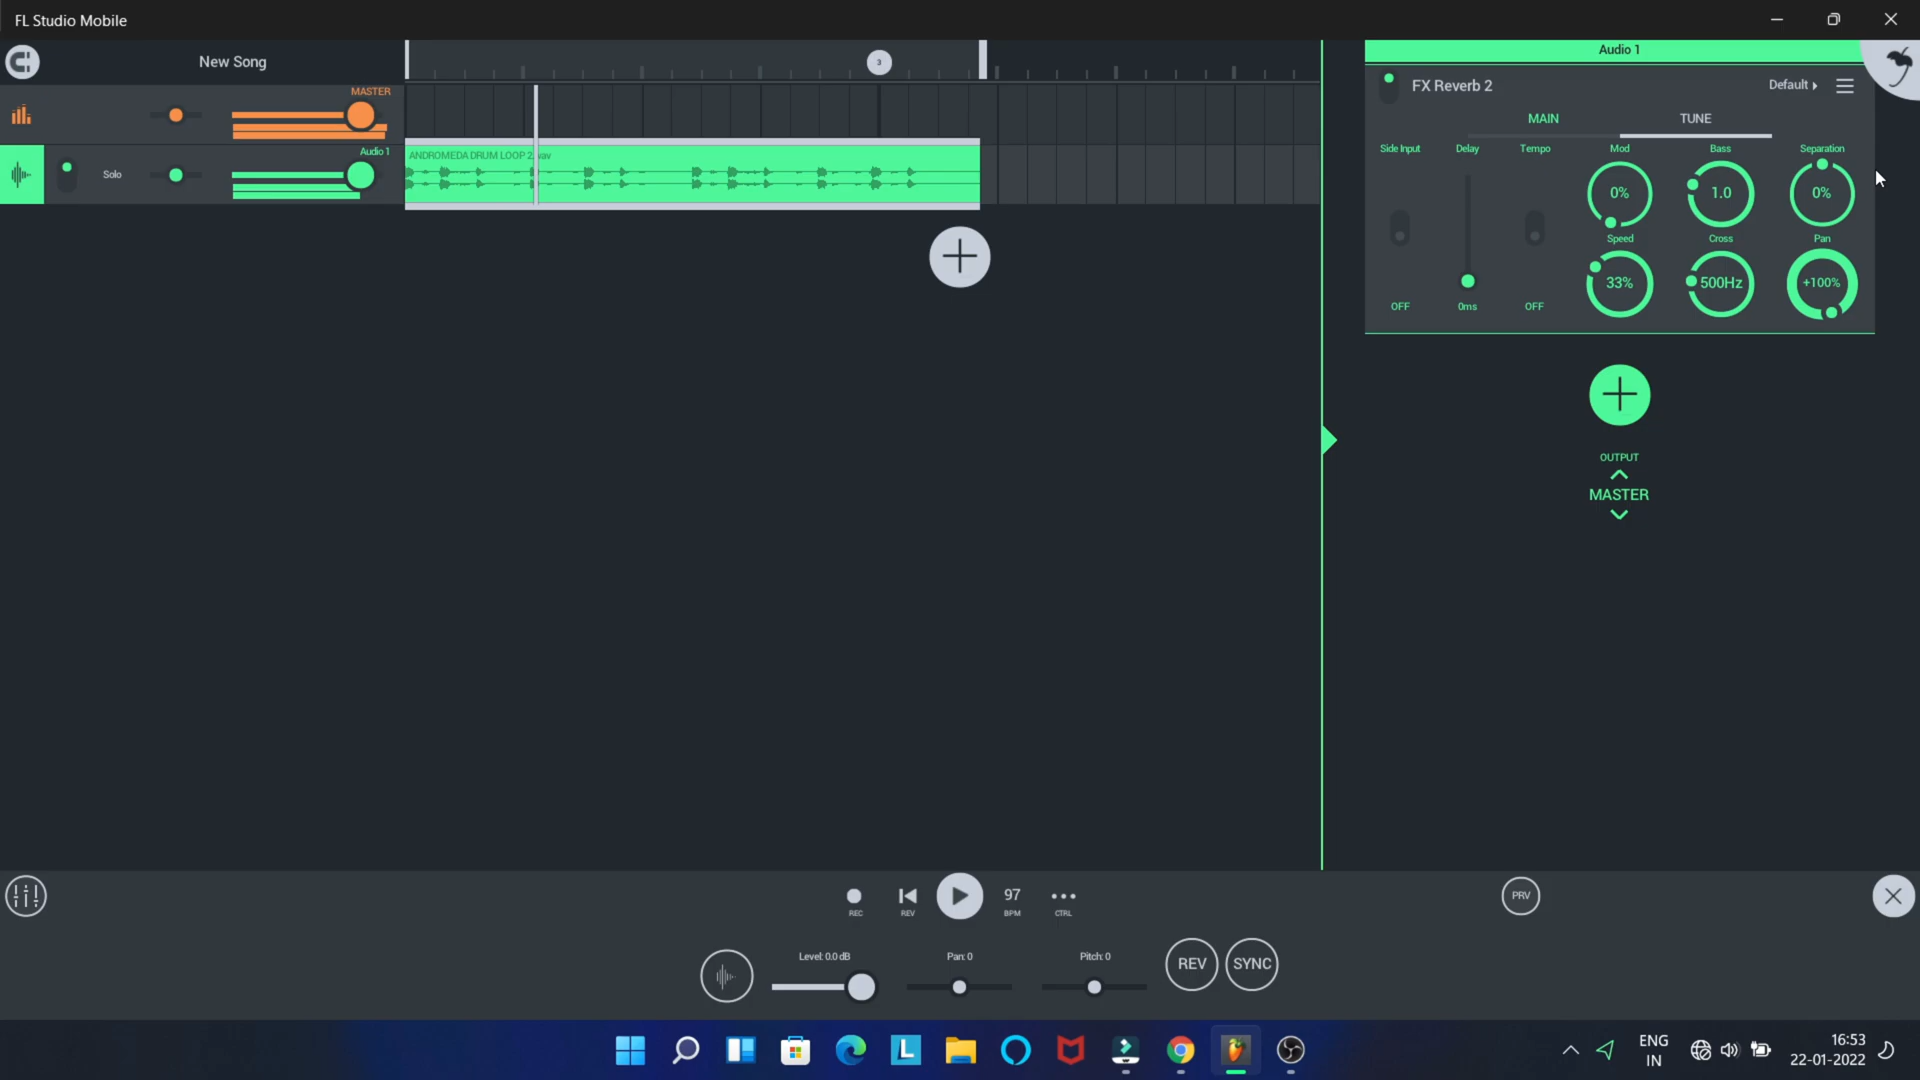 FL Studio Mobile
New Song
3
Audio 1
MASTER
FX Reverb 2
Default
MAIN
TUNE
Audio 1
Solo
ANDROMEDA DRUM LOOP 2.wav
Side Input
Delay
Tempo
Mod
Bass
Separation
0%
1.0
0%
Speed
Cross
Pan
33%
500Hz
+100%
OFF
0ms
OFF
OUTPUT
MASTER
REC
REV
97
BPM
CTRL
PRV
Level: 0.0 dB
Pan: 0
Pitch: 0
REV
SYNC
L
ENG
IN
16:53
22-01-2022